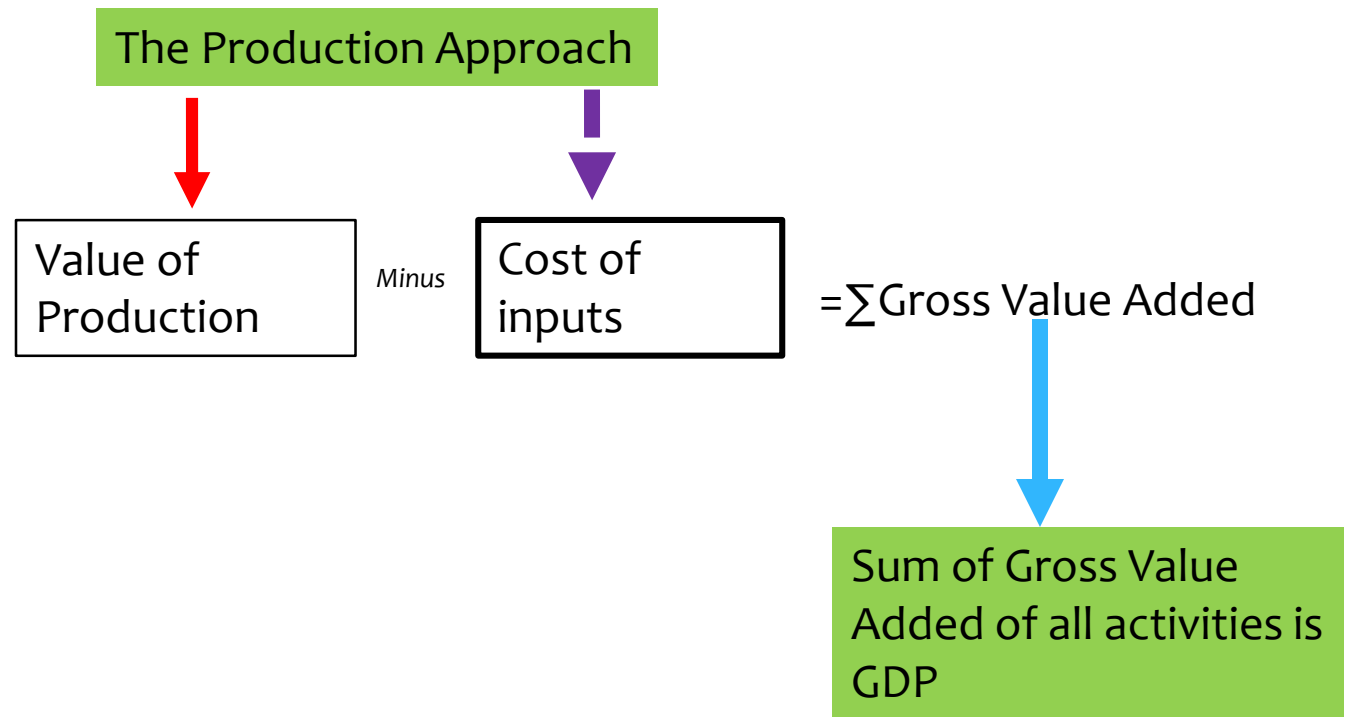 The Production Approach
Value of
Production
Minus
Cost of
inputs
=∑Gross Value Added
Sum of Gross Value
Added of all activities is
GDP